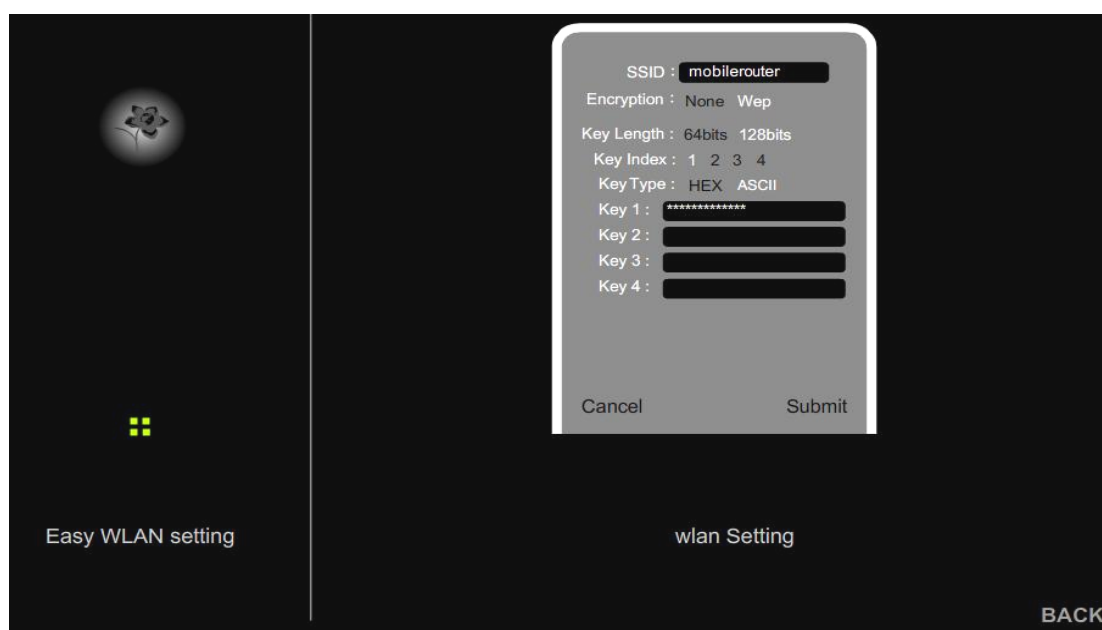 SSID : mobilerouter
Encryption : None Wep
Key Length : 64bits 128bits
Key Index : 1 2 3 4
Key Type : HEX ASCII
Key 1 : *************
Key 2 :
Key 3 :
Key 4 :
Cancel Submit
Easy WLAN setting
wlan Setting
BACK